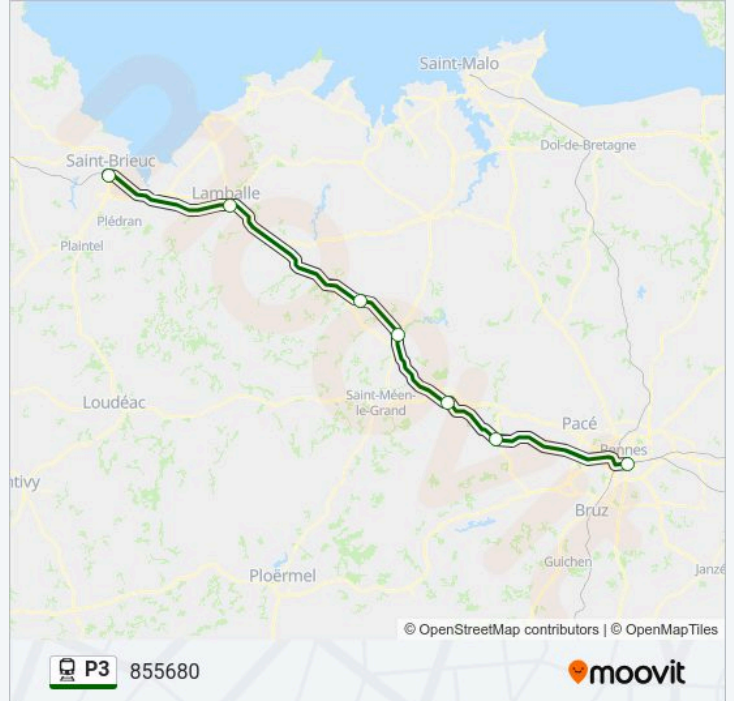 Saint-Malo
Dol-de-Bretagne
Saint-Brieuc
Lamballe
Plédran
Plaintel
Saint-Méen-
le-Grand
Loudéac
Pacé
Rennes
ntivy
Bruz
Guichen
Ploërmel
Janzé
© OpenStreetMap contributors | © OpenMapTiles
P3 855680
moovit